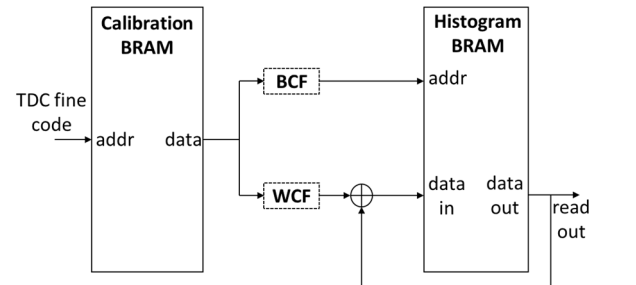 Calibration
BRAM
TDC fine
code
addr
data
BCF
WCF
Histogram
BRAM
addr
data
in
data
out
read
out